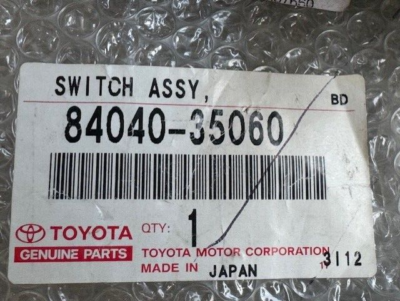 SWITCH ASSY,
BD
84040-35060
TOYOTA
GENUINE PARTS
QTY: 1
TOYOTA MOTOR CORPORATION
MADE IN JAPAN
3112